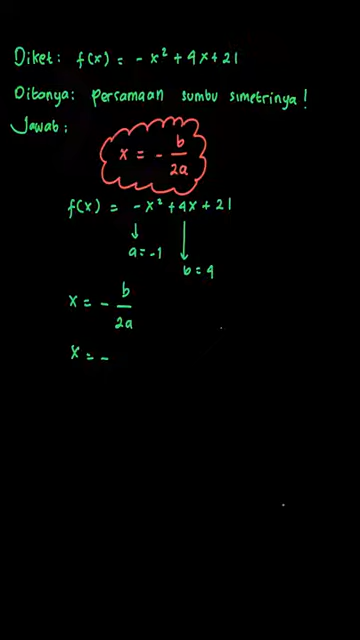 Diket: f(x) = - x² + 4x + 21
Ditanya: persamaan sumbu simetrinya!
Jawab:
x = - b/2a
f(x) = - x² + 4x + 21
a = -1
b = 4
x = - b/2a
x = -